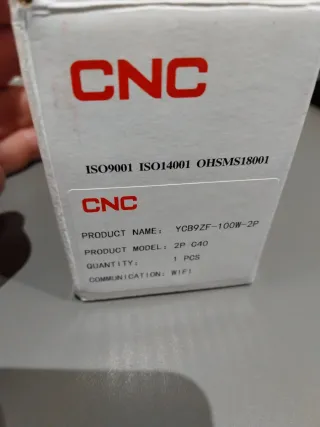 CNC
ISO9001 ISO14001 OHSMS18001
CNC
PRODUCT NAME: YCB9ZF-100W-2P
PRODUCT MODEL: 2P C40
QUANTITY: 1 PCS
COMMUNICATION: WIFI